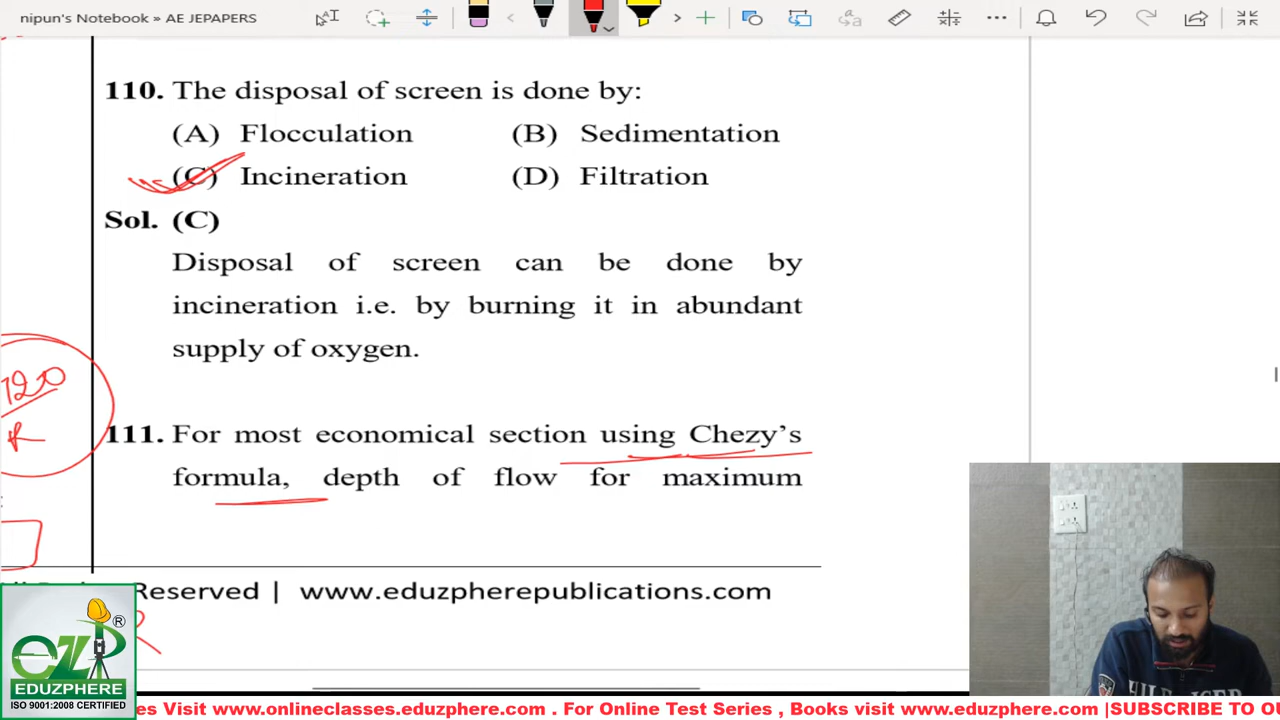 nipun's Notebook » AE JEPAPERS
110. The disposal of screen is done by:
(A) Flocculation (B) Sedimentation
(C) Incineration (D) Filtration
Sol. (C)
Disposal of screen can be done by
incineration i.e. by burning it in abundant
supply of oxygen.
120
R
111. For most economical section using Chezy's
formula, depth of flow for maximum
Reserved | www.eduzpherepublications.com
R
EZ
®
EDUZPHERE
ISO 9001:2008 CERTIFIED
es Visit www.onlineclasses.eduzphere.com . For Online Test Series , Books visit www.eduzphere.com |SUBSCRIBE TO OU